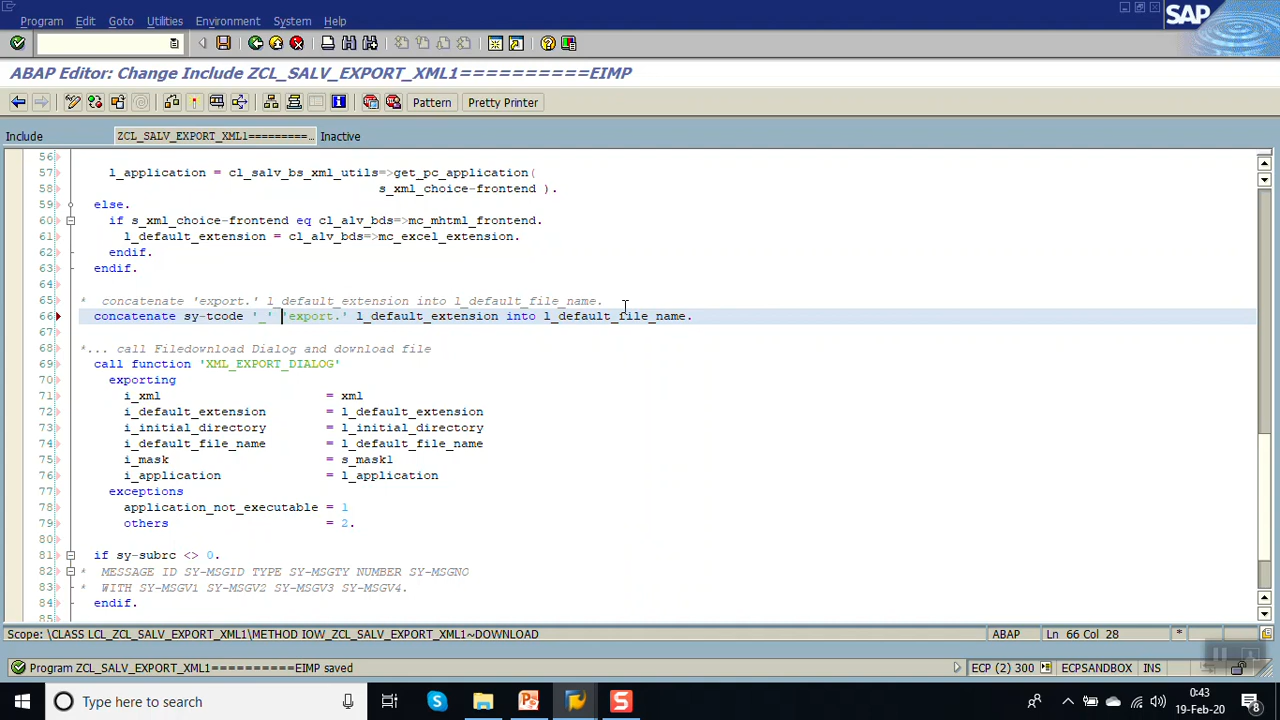 Program Edit Goto Utilities Environment System Help
SAP
ABAP Editor: Change Include ZCL_SALV_EXPORT_XML1==========EIMP
Pattern Pretty Printer
Include ZCL_SALV_EXPORT_XML1=========... Inactive
56
57 l_application = cl_salv_bs_xml_utils=>get_pc_application(
58 s_xml_choice-frontend ).
59 else.
60 if s_xml_choice-frontend eq cl_alv_bds=>mc_mhtml_frontend.
61 l_default_extension = cl_alv_bds=>mc_excel_extension.
62 endif.
63 endif.
64
65 * concatenate 'export.' l_default_extension into l_default_file_name.
66 concatenate sy-tcode '_' 'export.' l_default_extension into l_default_file_name.
67
68 *... call Filedownload Dialog and download file
69 call function 'XML_EXPORT_DIALOG'
70 exporting
71 i_xml = xml
72 i_default_extension = l_default_extension
73 i_initial_directory = l_initial_directory
74 i_default_file_name = l_default_file_name
75 i_mask = s_mask1
76 i_application = l_application
77 exceptions
78 application_not_executable = 1
79 others = 2.
80
81 if sy-subrc <> 0.
82 * MESSAGE ID SY-MSGID TYPE SY-MSGTY NUMBER SY-MSGNO
83 * WITH SY-MSGV1 SY-MSGV2 SY-MSGV3 SY-MSGV4.
84 endif.
85
Scope: \CLASS LCL_ZCL_SALV_EXPORT_XML1\METHOD IOW_ZCL_SALV_EXPORT_XML1~DOWNLOAD ABAP Ln 66 Col 28 *
Program ZCL_SALV_EXPORT_XML1==========EIMP saved ECP (2) 300 ECPSANDBOX INS
Type here to search 0:43
19-Feb-20 8